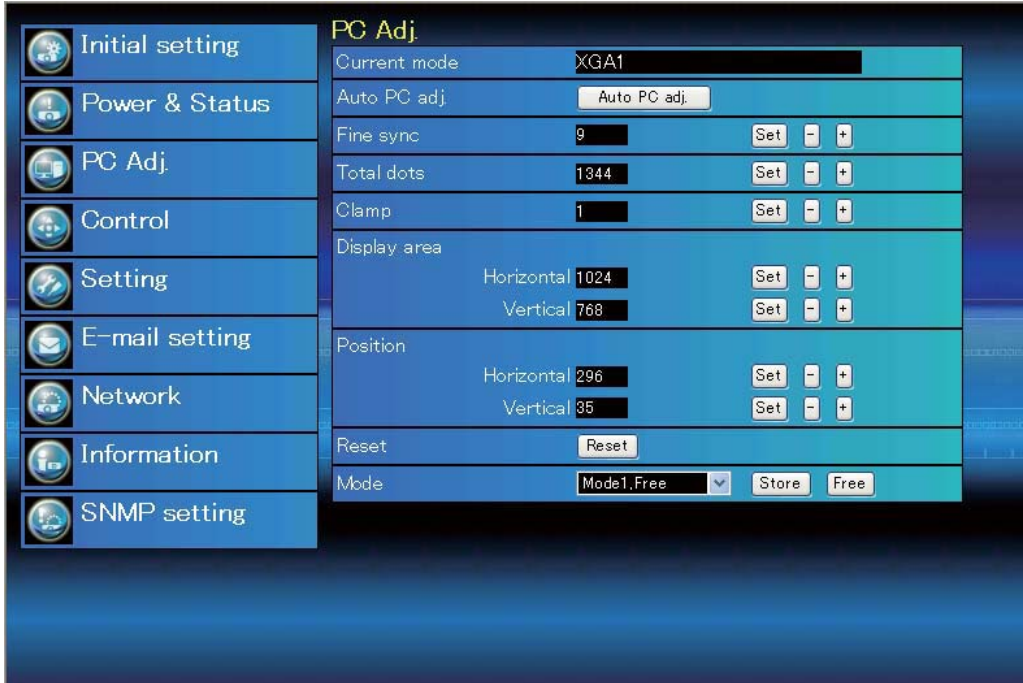 Initial setting
Power & Status
PC Adj.
Control
Setting
E-mail setting
Network
Information
SNMP setting
PC Adj.
Current mode XGA1
Auto PC adj. Auto PC adj.
Fine sync 9 Set - +
Total dots 1344 Set - +
Clamp 1 Set - +
Display area
Horizontal 1024 Set - +
Vertical 768 Set - +
Position
Horizontal 296 Set - +
Vertical 35 Set - +
Reset Reset
Mode Mode1,Free Store Free